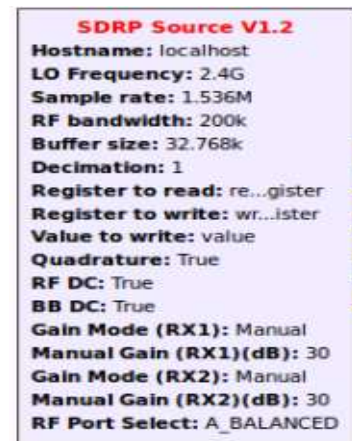 SDRP Source V1.2
Hostname: localhost
LO Frequency: 2.4G
Sample rate: 1.536M
RF bandwidth: 200k
Buffer size: 32.768k
Decimation: 1
Register to read: re...gister
Register to write: wr...ister
Value to write: value
Quadrature: True
RF DC: True
BB DC: True
Gain Mode (RX1): Manual
Manual Gain (RX1)(dB): 30
Gain Mode (RX2): Manual
Manual Gain (RX2)(dB): 30
RF Port Select: A_BALANCED